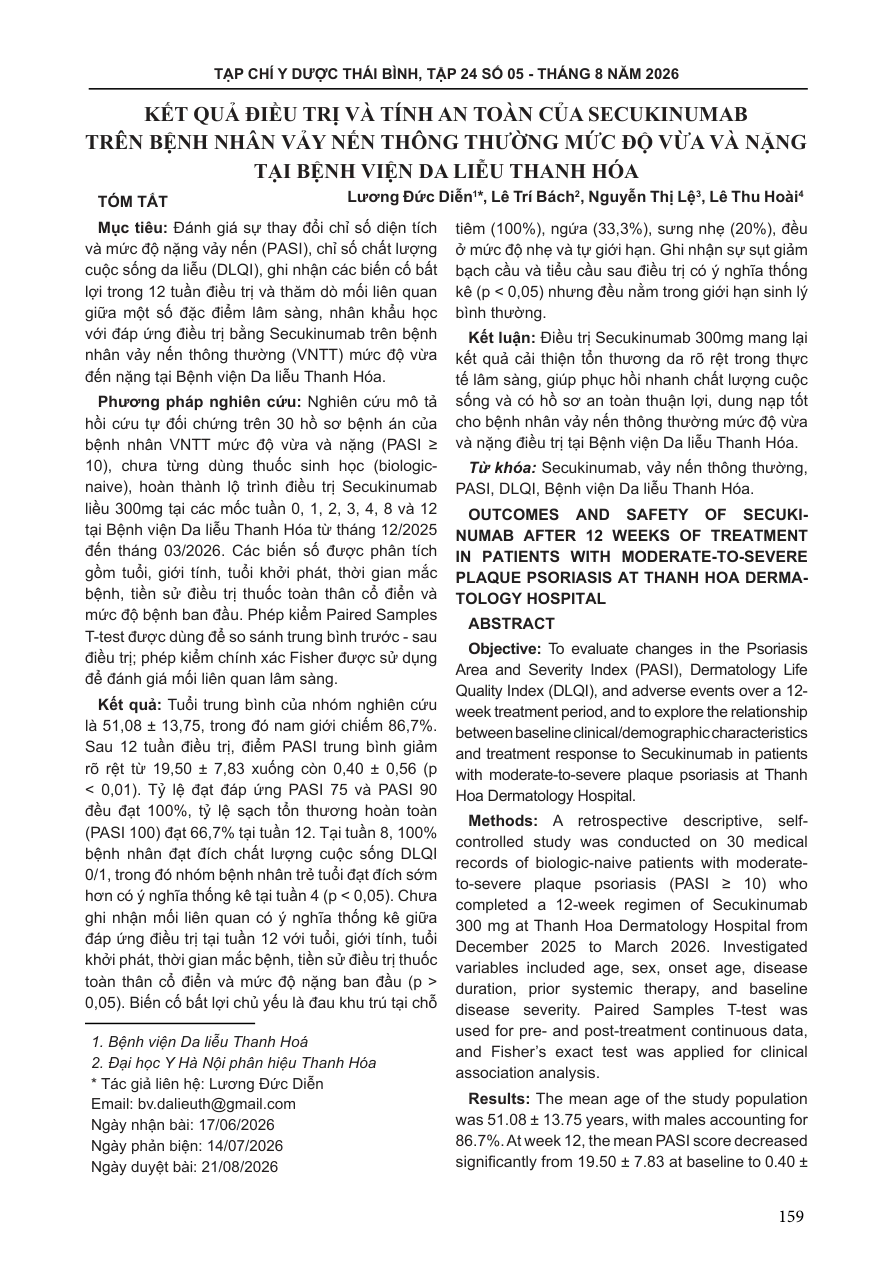 TẠP CHÍ Y DƯỢC THÁI BÌNH, TẬP 24 SỐ 05 - THÁNG 8 NĂM 2026
KẾT QUẢ ĐIỀU TRỊ VÀ TÍNH AN TOÀN CỦA SECUKINUMAB
TRÊN BỆNH NHÂN VẢY NẾN THÔNG THƯỜNG MỨC ĐỘ VỪA VÀ NẶNG
TẠI BỆNH VIỆN DA LIỄU THANH HÓA
Lương Đức Diễn¹*, Lê Trí Bách², Nguyễn Thị Lệ³, Lê Thu Hoài⁴
TÓM TẮT
Mục tiêu: Đánh giá sự thay đổi chỉ số diện tích
và mức độ nặng vảy nến (PASI), chỉ số chất lượng
cuộc sống da liễu (DLQI), ghi nhận các biến cố bất
lợi trong 12 tuần điều trị và thăm dò mối liên quan
giữa một số đặc điểm lâm sàng, nhân khẩu học
với đáp ứng điều trị bằng Secukinumab trên bệnh
nhân vảy nến thông thường (VNTT) mức độ vừa
đến nặng tại Bệnh viện Da liễu Thanh Hóa.
Phương pháp nghiên cứu: Nghiên cứu mô tả
hồi cứu tự đối chứng trên 30 hồ sơ bệnh án của
bệnh nhân VNTT mức độ vừa và nặng (PASI ≥
10), chưa từng dùng thuốc sinh học (biologic-
naive), hoàn thành lộ trình điều trị Secukinumab
liều 300mg tại các mốc tuần 0, 1, 2, 3, 4, 8 và 12
tại Bệnh viện Da liễu Thanh Hóa từ tháng 12/2025
đến tháng 03/2026. Các biến số được phân tích
gồm tuổi, giới tính, tuổi khởi phát, thời gian mắc
bệnh, tiền sử điều trị thuốc toàn thân cổ điển và
mức độ bệnh ban đầu. Phép kiểm Paired Samples
T-test được dùng để so sánh trung bình trước - sau
điều trị; phép kiểm chính xác Fisher được sử dụng
để đánh giá mối liên quan lâm sàng.
Kết quả: Tuổi trung bình của nhóm nghiên cứu
là 51,08 ± 13,75, trong đó nam giới chiếm 86,7%.
Sau 12 tuần điều trị, điểm PASI trung bình giảm
rõ rệt từ 19,50 ± 7,83 xuống còn 0,40 ± 0,56 (p
< 0,01). Tỷ lệ đạt đáp ứng PASI 75 và PASI 90
đều đạt 100%, tỷ lệ sạch tổn thương hoàn toàn
(PASI 100) đạt 66,7% tại tuần 12. Tại tuần 8, 100%
bệnh nhân đạt đích chất lượng cuộc sống DLQI
0/1, trong đó nhóm bệnh nhân trẻ tuổi đạt đích sớm
hơn có ý nghĩa thống kê tại tuần 4 (p < 0,05). Chưa
ghi nhận mối liên quan có ý nghĩa thống kê giữa
đáp ứng điều trị tại tuần 12 với tuổi, giới tính, tuổi
khởi phát, thời gian mắc bệnh, tiền sử điều trị thuốc
toàn thân cổ điển và mức độ nặng ban đầu (p >
0,05). Biến cố bất lợi chủ yếu là đau khu trú tại chỗ
1. Bệnh viện Da liễu Thanh Hoá
2. Đại học Y Hà Nội phân hiệu Thanh Hóa
* Tác giả liên hệ: Lương Đức Diễn
Email: bv.dalieuth@gmail.com
Ngày nhận bài: 17/06/2026
Ngày phản biện: 14/07/2026
Ngày duyệt bài: 21/08/2026
tiêm (100%), ngứa (33,3%), sưng nhẹ (20%), đều
ở mức độ nhẹ và tự giới hạn. Ghi nhận sự sụt giảm
bạch cầu và tiểu cầu sau điều trị có ý nghĩa thống
kê (p < 0,05) nhưng đều nằm trong giới hạn sinh lý
bình thường.
Kết luận: Điều trị Secukinumab 300mg mang lại
kết quả cải thiện tổn thương da rõ rệt trong thực
tế lâm sàng, giúp phục hồi nhanh chất lượng cuộc
sống và có hồ sơ an toàn thuận lợi, dung nạp tốt
cho bệnh nhân vảy nến thông thường mức độ vừa
và nặng điều trị tại Bệnh viện Da liễu Thanh Hóa.
Từ khóa: Secukinumab, vảy nến thông thường,
PASI, DLQI, Bệnh viện Da liễu Thanh Hóa.
OUTCOMES AND SAFETY OF SECUKI-
NUMAB AFTER 12 WEEKS OF TREATMENT
IN PATIENTS WITH MODERATE-TO-SEVERE
PLAQUE PSORIASIS AT THANH HOA DERMA-
TOLOGY HOSPITAL
ABSTRACT
Objective: To evaluate changes in the Psoriasis
Area and Severity Index (PASI), Dermatology Life
Quality Index (DLQI), and adverse events over a 12-
week treatment period, and to explore the relationship
between baseline clinical/demographic characteristics
and treatment response to Secukinumab in patients
with moderate-to-severe plaque psoriasis at Thanh
Hoa Dermatology Hospital.
Methods: A retrospective descriptive, self-
controlled study was conducted on 30 medical
records of biologic-naive patients with moderate-
to-severe plaque psoriasis (PASI ≥ 10) who
completed a 12-week regimen of Secukinumab
300 mg at Thanh Hoa Dermatology Hospital from
December 2025 to March 2026. Investigated
variables included age, sex, onset age, disease
duration, prior systemic therapy, and baseline
disease severity. Paired Samples T-test was
used for pre- and post-treatment continuous data,
and Fisher’s exact test was applied for clinical
association analysis.
Results: The mean age of the study population
was 51.08 ± 13.75 years, with males accounting for
86.7%. At week 12, the mean PASI score decreased
significantly from 19.50 ± 7.83 at baseline to 0.40 ±
159